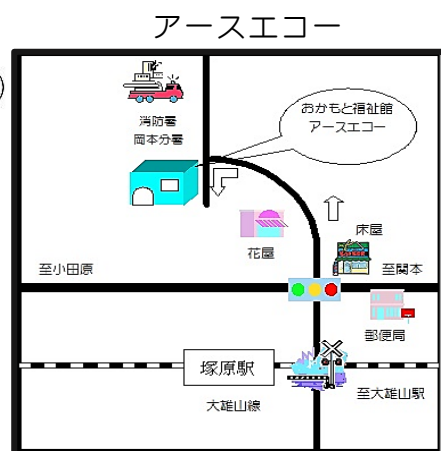 アースエコー
消防署
岡本分署
おかもと福祉館
アースエコー
花屋
床屋
至小田原
至関本
郵便局
塚原駅
大雄山線
至大雄山駅